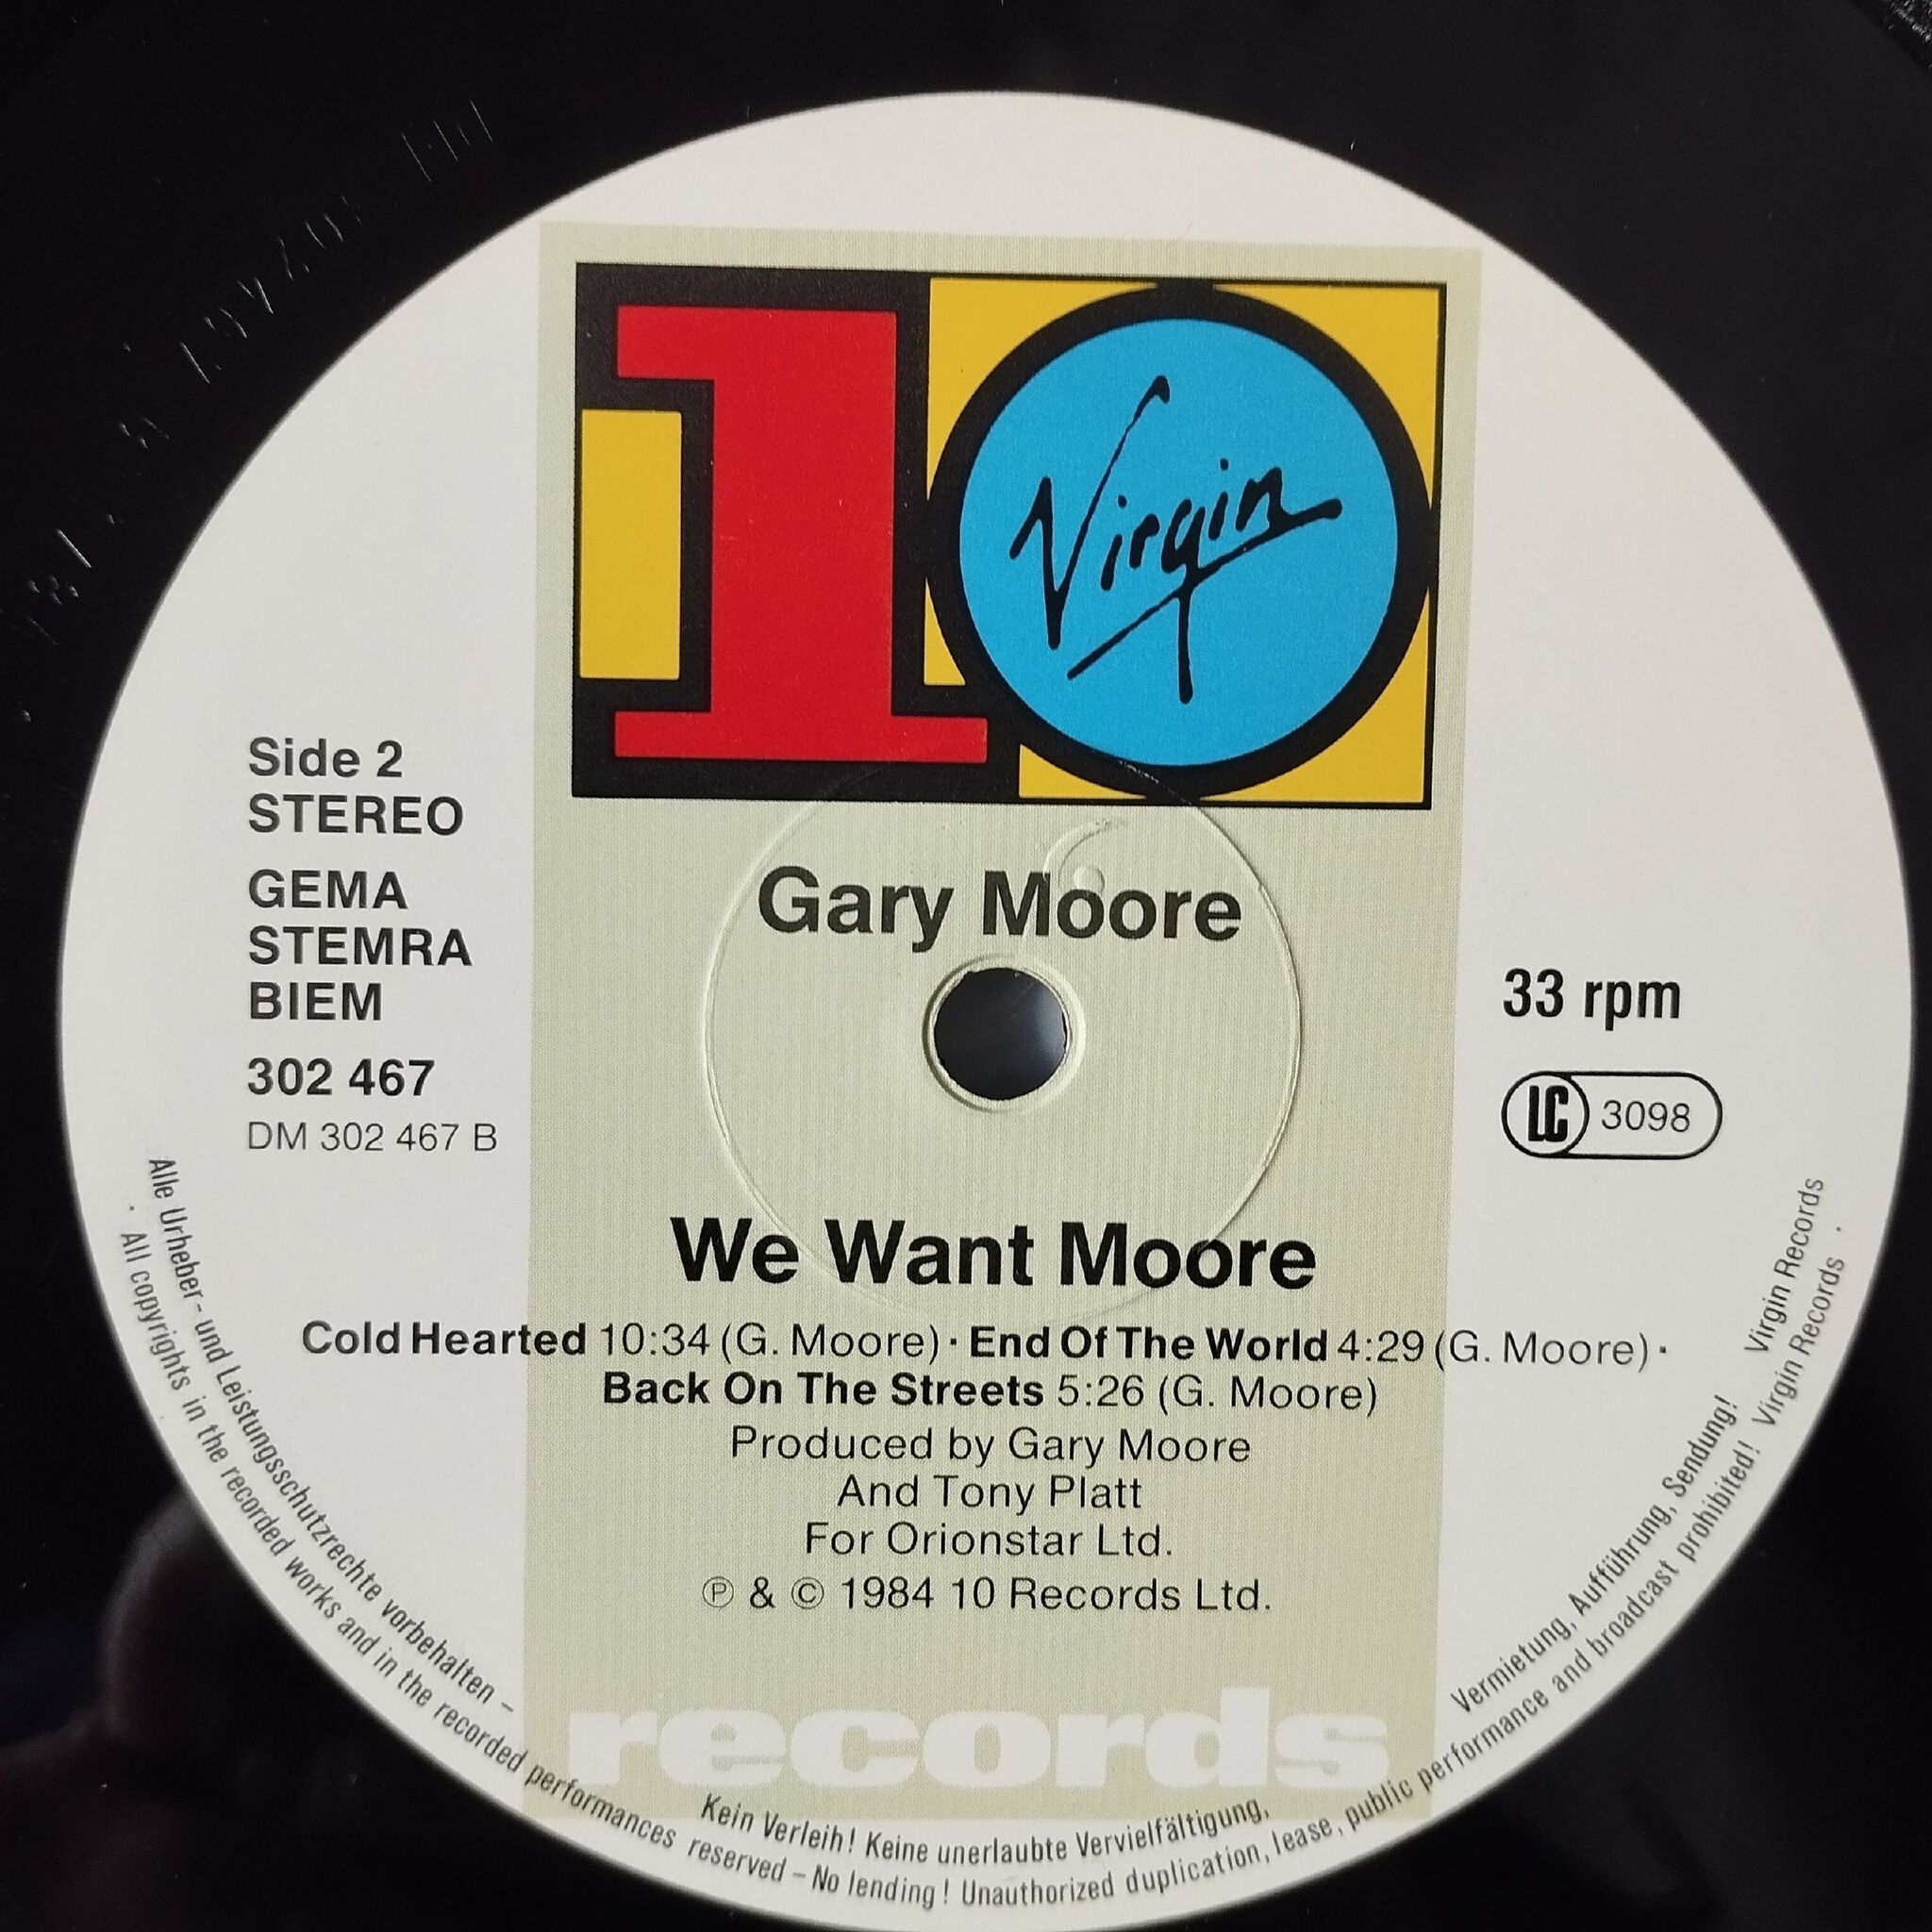 10
Virgin
Side 2
STEREO
GEMA
STEMRA
BIEM
302 467
DM 302 467 B
Gary Moore
33 rpm
LC 3098
We Want Moore
Cold Hearted 10:34 (G. Moore) · End Of The World 4:29 (G. Moore) ·
Back On The Streets 5:26 (G. Moore)
Produced by Gary Moore
And Tony Platt
For Orionstar Ltd.
℗ & © 1984 10 Records Ltd.
records
Alle Urheber- und Leistungsschutzrechte vorbehalten – Kein Verleih! Keine unerlaubte Vervielfältigung, Vermietung, Aufführung, Sendung! Virgin Records
· All copyrights in the recorded works and in the recorded performances reserved – No lending! Unauthorized duplication, lease, public performance and broadcast prohibited! Virgin Records ·